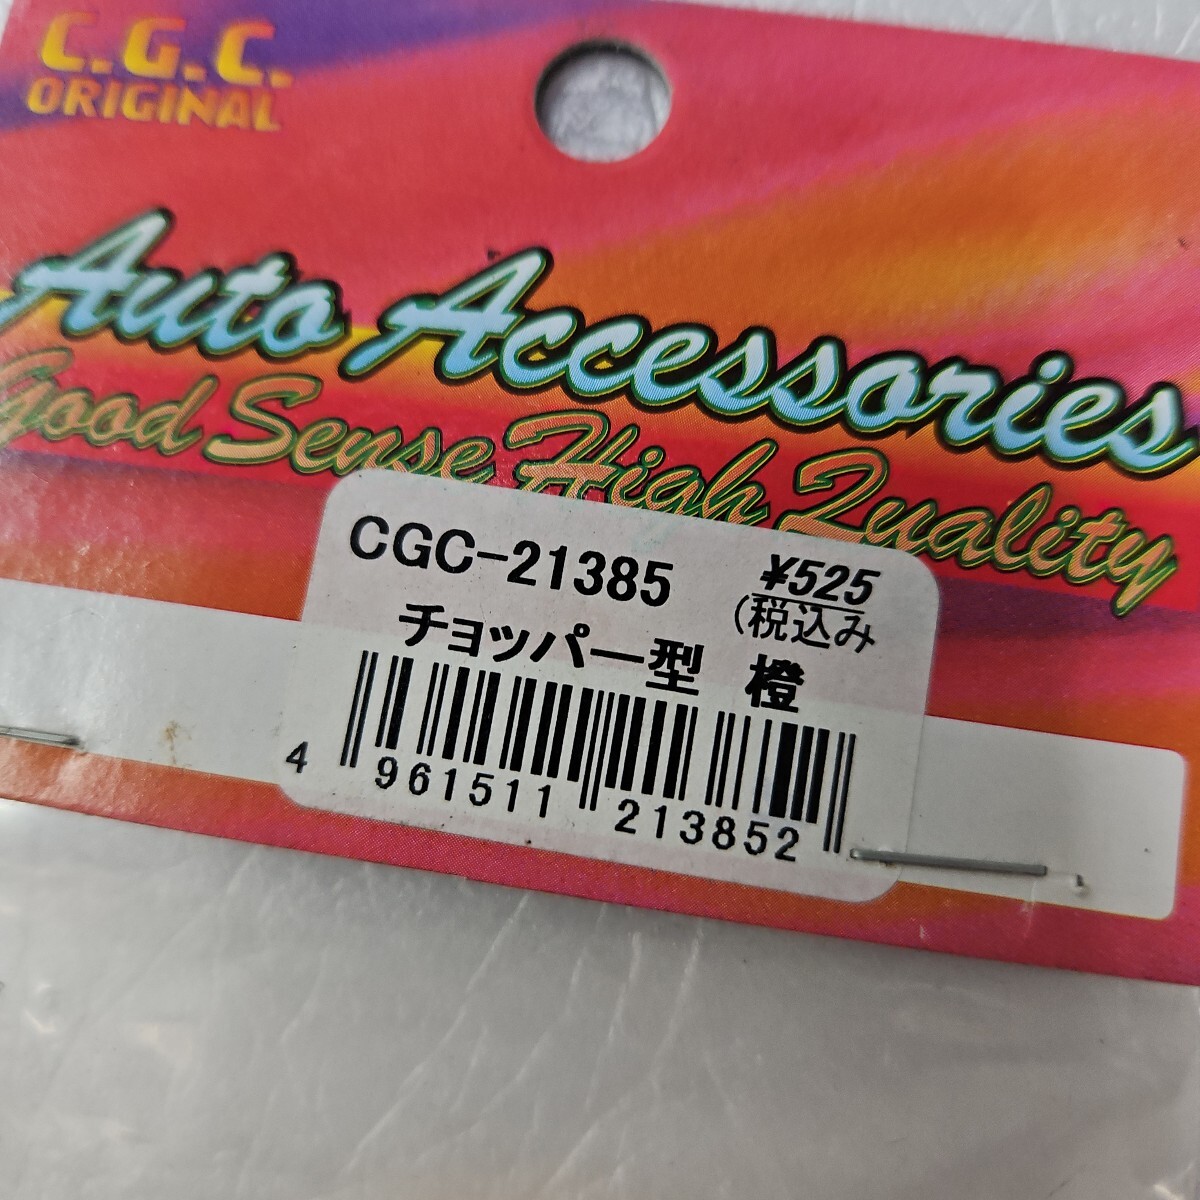 C.G.C.
ORIGINAL
Auto Accessories
Good Sense High Quality
CGC-21385 ¥525
(税込み
チョッパー型 橙
4 961511 213852